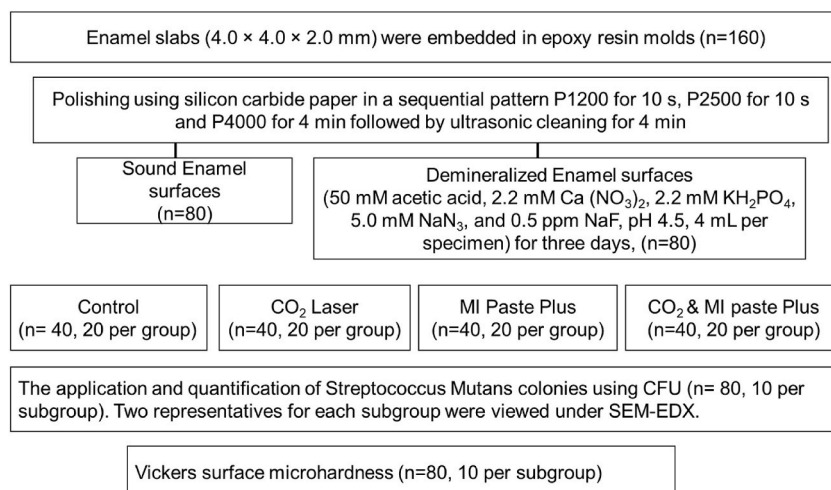 Enamel slabs (4.0 × 4.0 × 2.0 mm) were embedded in epoxy resin molds (n=160)
Polishing using silicon carbide paper in a sequential pattern P1200 for 10 s, P2500 for 10 s
and P4000 for 4 min followed by ultrasonic cleaning for 4 min
Sound Enamel
surfaces
(n=80)
Demineralized Enamel surfaces
(50 mM acetic acid, 2.2 mM Ca (NO₃)₂, 2.2 mM KH₂PO₄,
5.0 mM NaN₃, and 0.5 ppm NaF, pH 4.5, 4 mL per
specimen) for three days, (n=80)
Control
(n= 40, 20 per group)
CO₂ Laser
(n=40, 20 per group)
MI Paste Plus
(n=40, 20 per group)
CO₂ & MI paste Plus
(n=40, 20 per group)
The application and quantification of Streptococcus Mutans colonies using CFU (n= 80, 10 per
subgroup). Two representatives for each subgroup were viewed under SEM-EDX.
Vickers surface microhardness (n=80, 10 per subgroup)